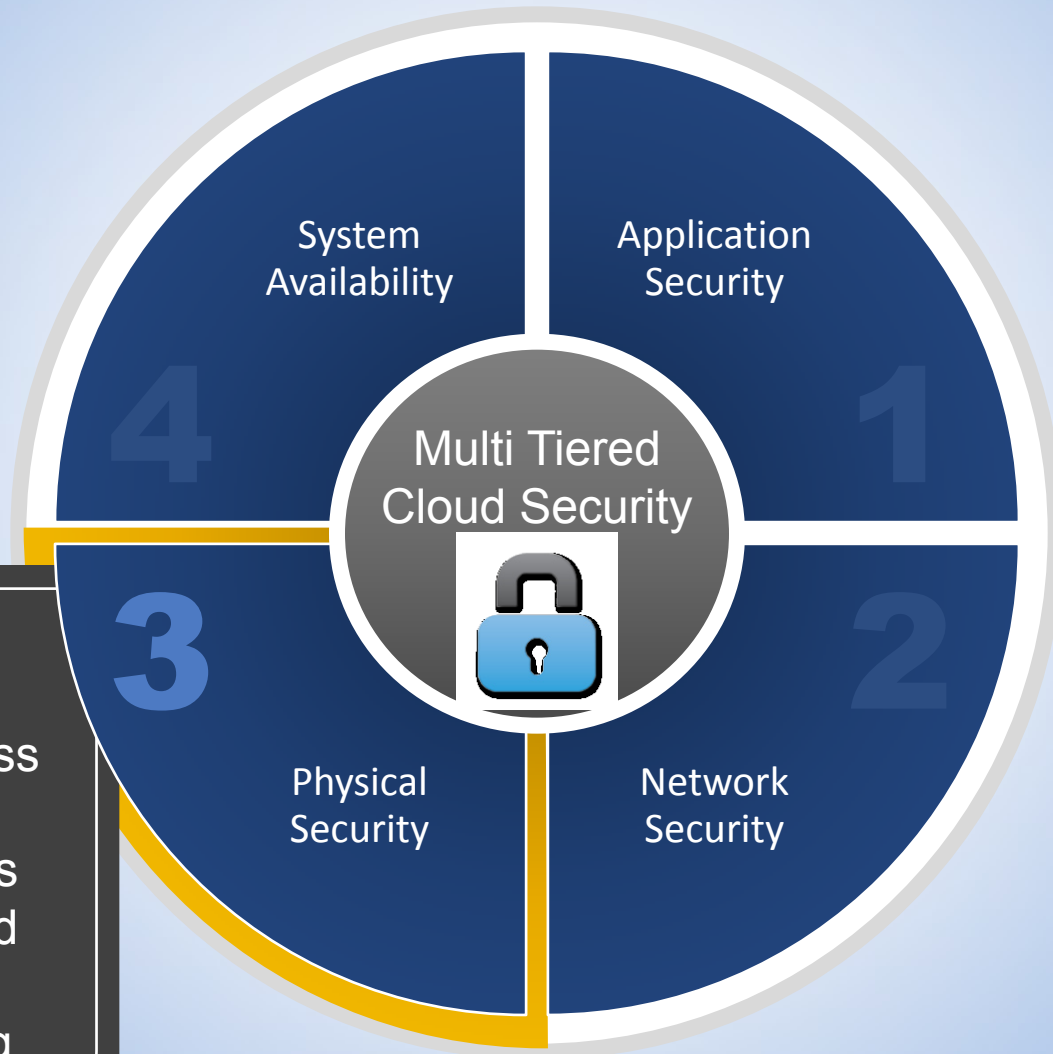 System
Availability
Application
Security
4
1
Multi Tiered
Cloud Security
3
2
Physical
Security
Network
Security